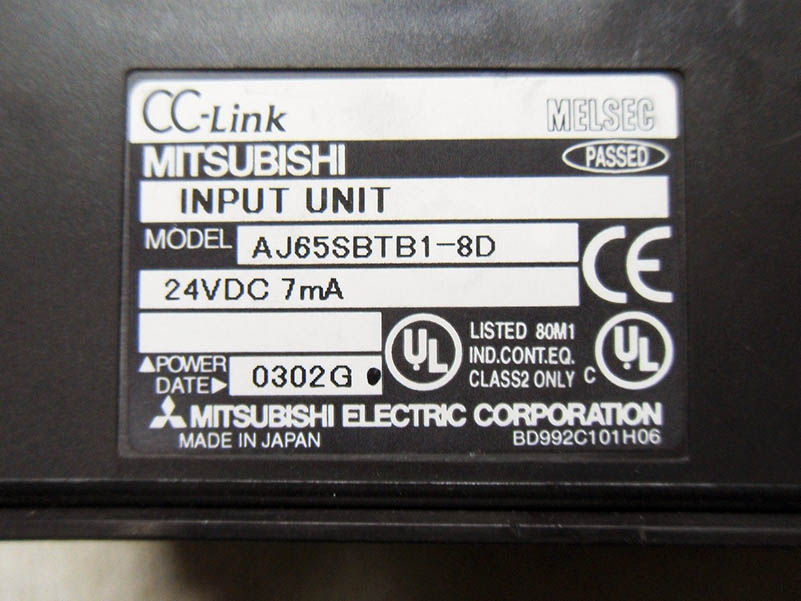 CC-Link MELSEC
MITSUBISHI PASSED
INPUT UNIT
MODEL AJ65SBTB1-8D
CE
24VDC 7mA
▲POWER
DATE▶ 0302G
UL LISTED 80M1
IND.CONT.EQ.
CLASS2 ONLY C UL
MITSUBISHI ELECTRIC CORPORATION
MADE IN JAPAN BD992C101H06